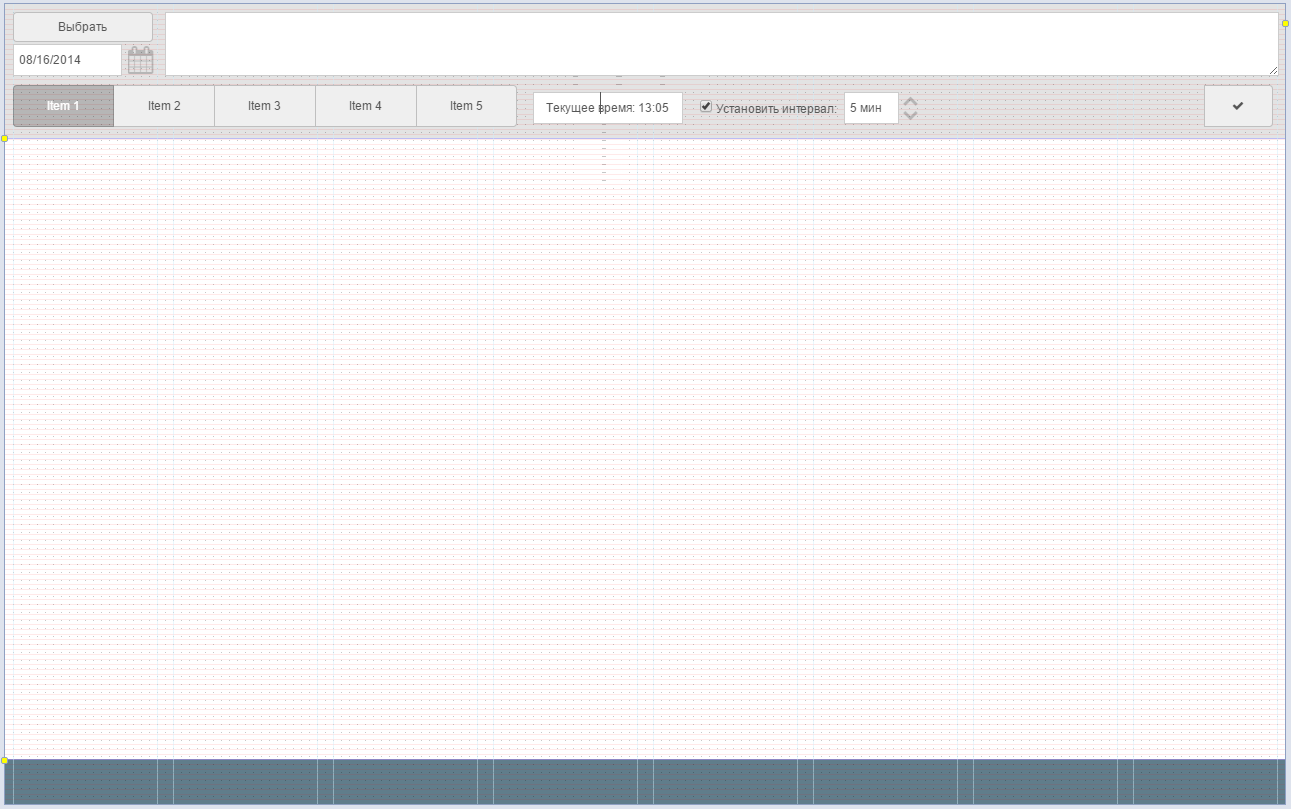 Выбрать
08/16/2014
Item 1 Item 2 Item 3 Item 4 Item 5 Текущее время: 13:05 Установить интервал: 5 мин